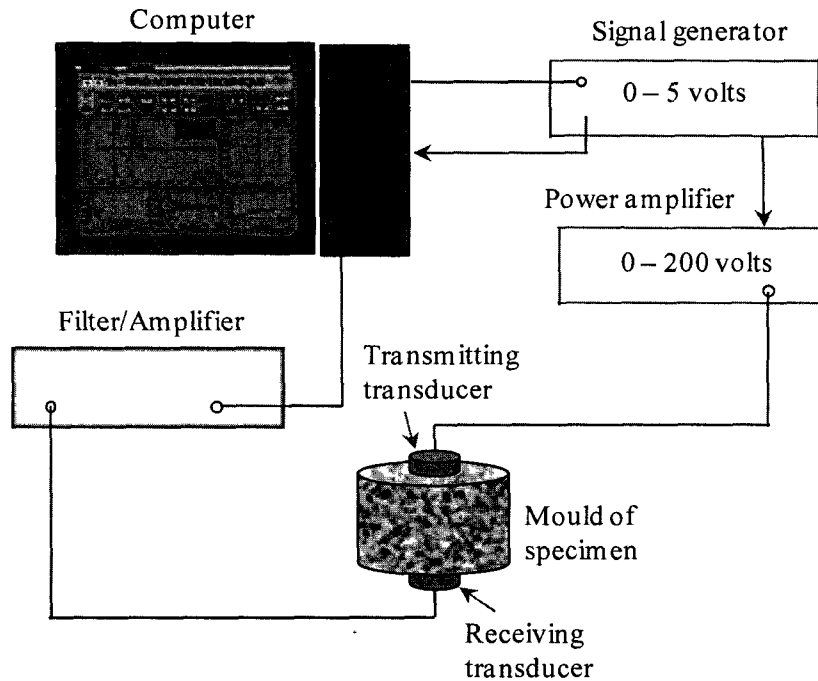 Computer
Signal generator
0 – 5 volts
Power amplifier
0 – 200 volts
Filter/Amplifier
Transmitting
transducer
Mould of
specimen
Receiving
transducer